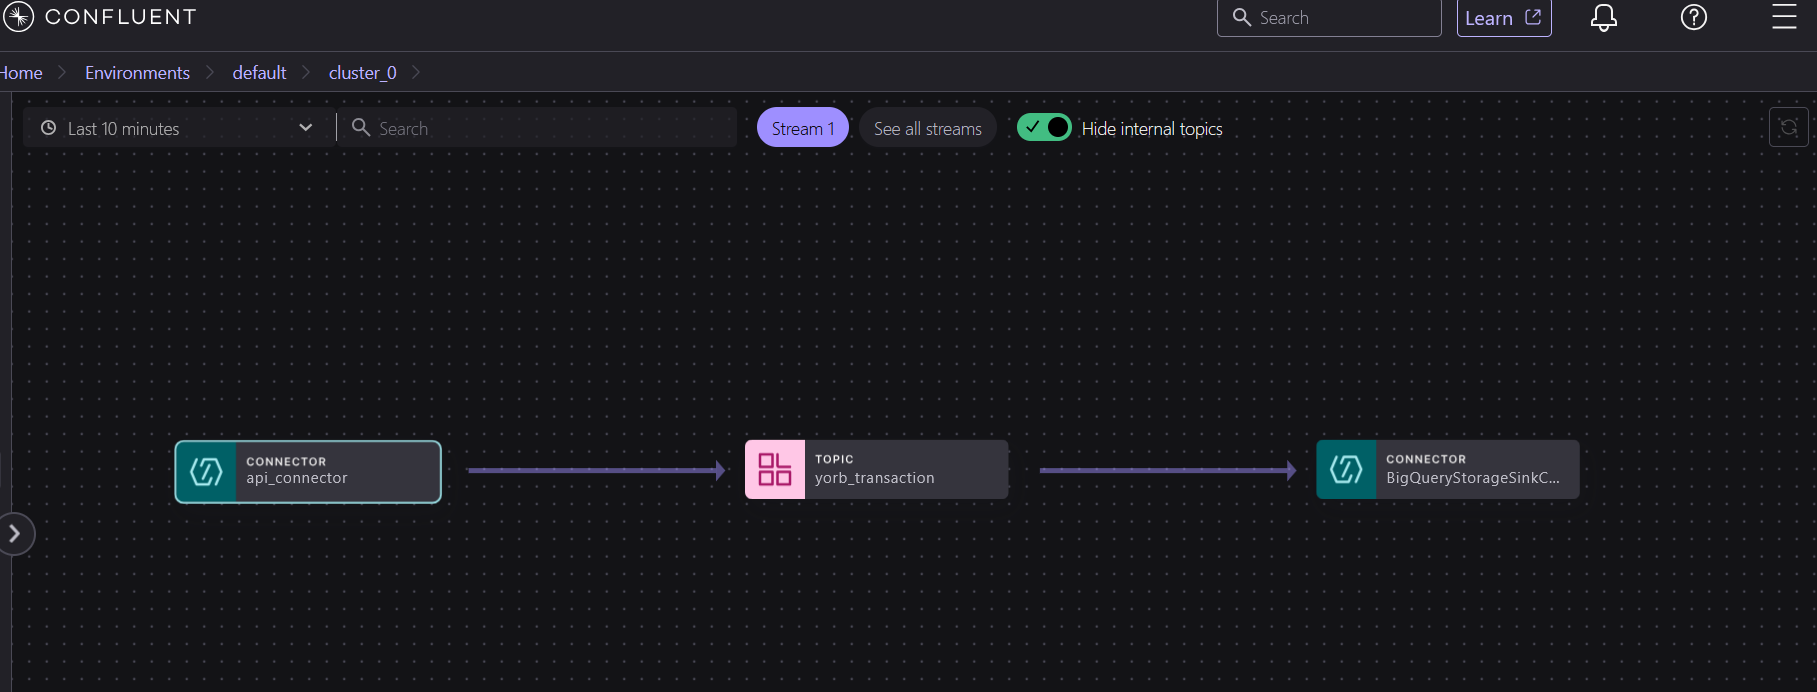 CONFLUENT
Search
Learn
Home
Environments
default
cluster_0
Last 10 minutes
Search
Stream 1
See all streams
Hide internal topics
CONNECTOR
api_connector
TOPIC
yorb_transaction
CONNECTOR
BigQueryStorageSinkC...